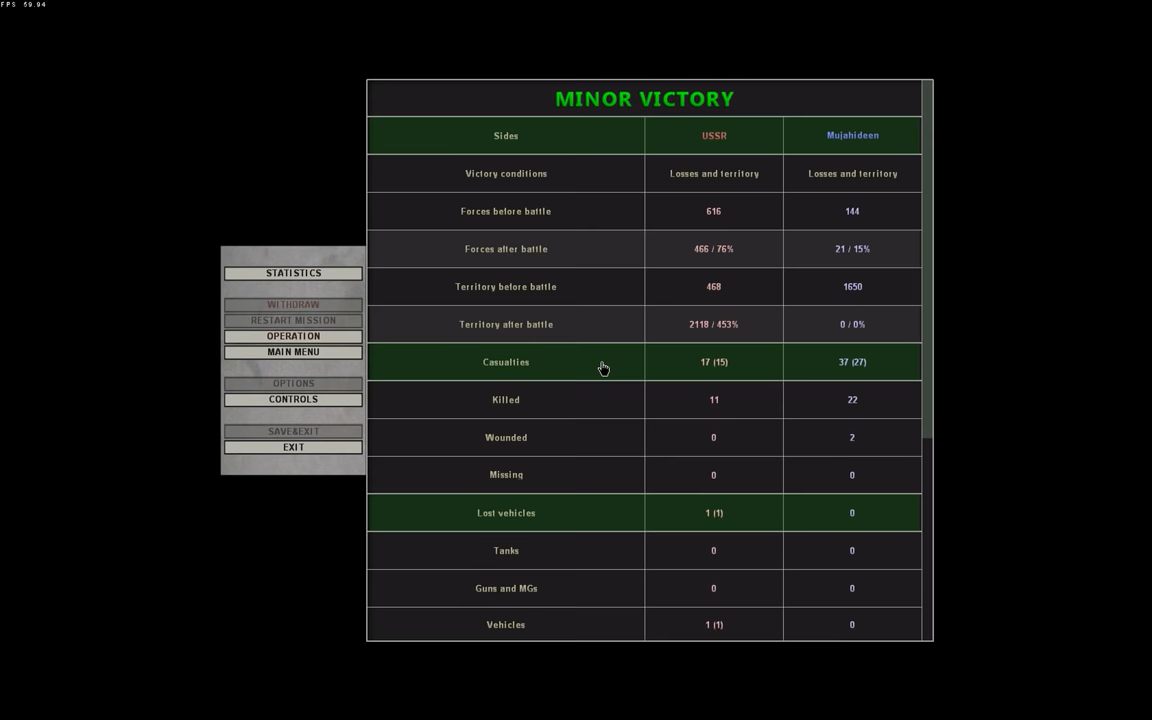 FPS 59.94
MINOR VICTORY
Sides USSR Mujahideen
Victory conditions Losses and territory Losses and territory
Forces before battle 616 144
Forces after battle 466 / 76% 21 / 15%
Territory before battle 468 1650
Territory after battle 2118 / 453% 0 / 0%
Casualties 17 (15) 37 (27)
Killed 11 22
Wounded 0 2
Missing 0 0
Lost vehicles 1 (1) 0
Tanks 0 0
Guns and MGs 0 0
Vehicles 1 (1) 0
STATISTICS
WITHDRAW
RESTART MISSION
OPERATION
MAIN MENU
OPTIONS
CONTROLS
SAVE&EXIT
EXIT